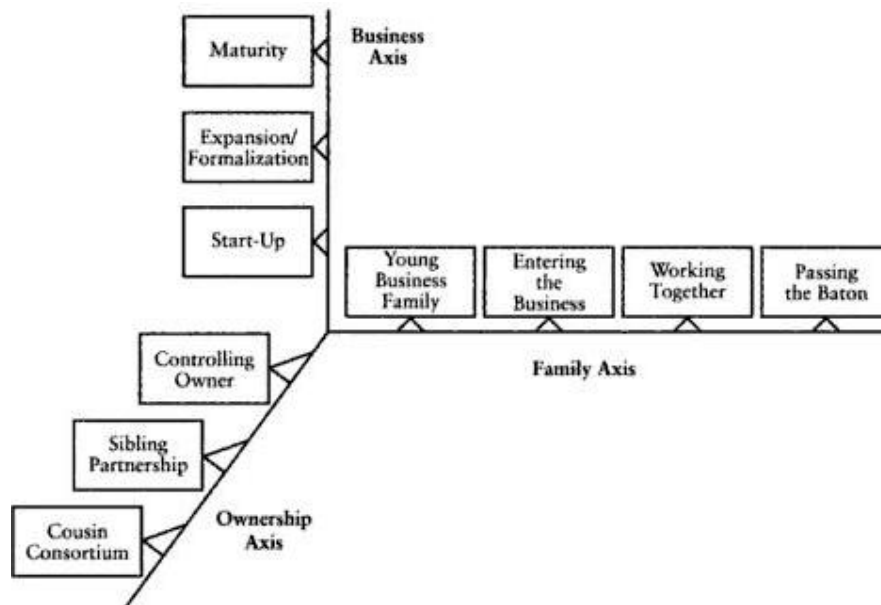 Maturity
Business
Axis
Expansion/
Formalization
Start-Up
Young
Business
Family
Entering
the
Business
Working
Together
Passing
the Baton
Controlling
Owner
Family Axis
Sibling
Partnership
Ownership
Axis
Cousin
Consortium